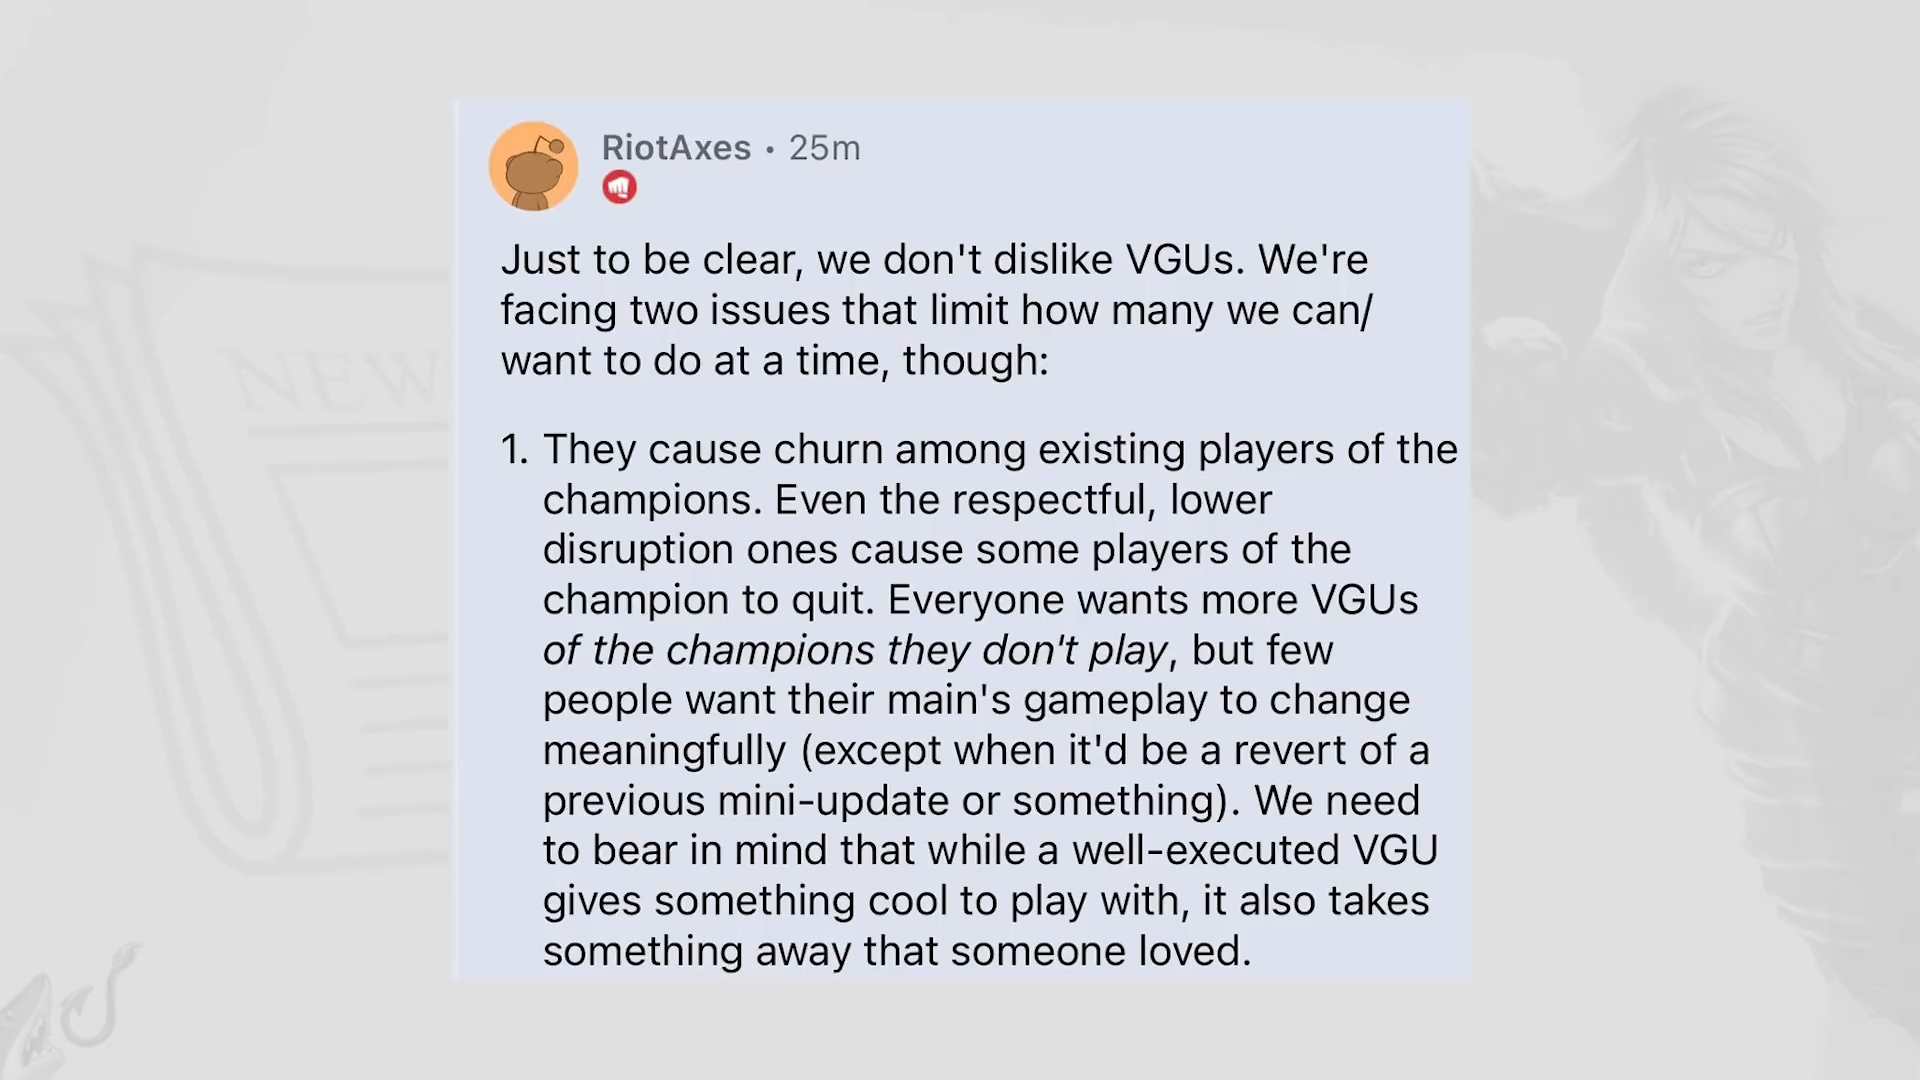 RiotAxes • 25m
Just to be clear, we don't dislike VGUs. We're
facing two issues that limit how many we can/
want to do at a time, though:
1. They cause churn among existing players of the
champions. Even the respectful, lower
disruption ones cause some players of the
champion to quit. Everyone wants more VGUs
of the champions they don't play, but few
people want their main's gameplay to change
meaningfully (except when it'd be a revert of a
previous mini-update or something). We need
to bear in mind that while a well-executed VGU
gives something cool to play with, it also takes
something away that someone loved.
NEW